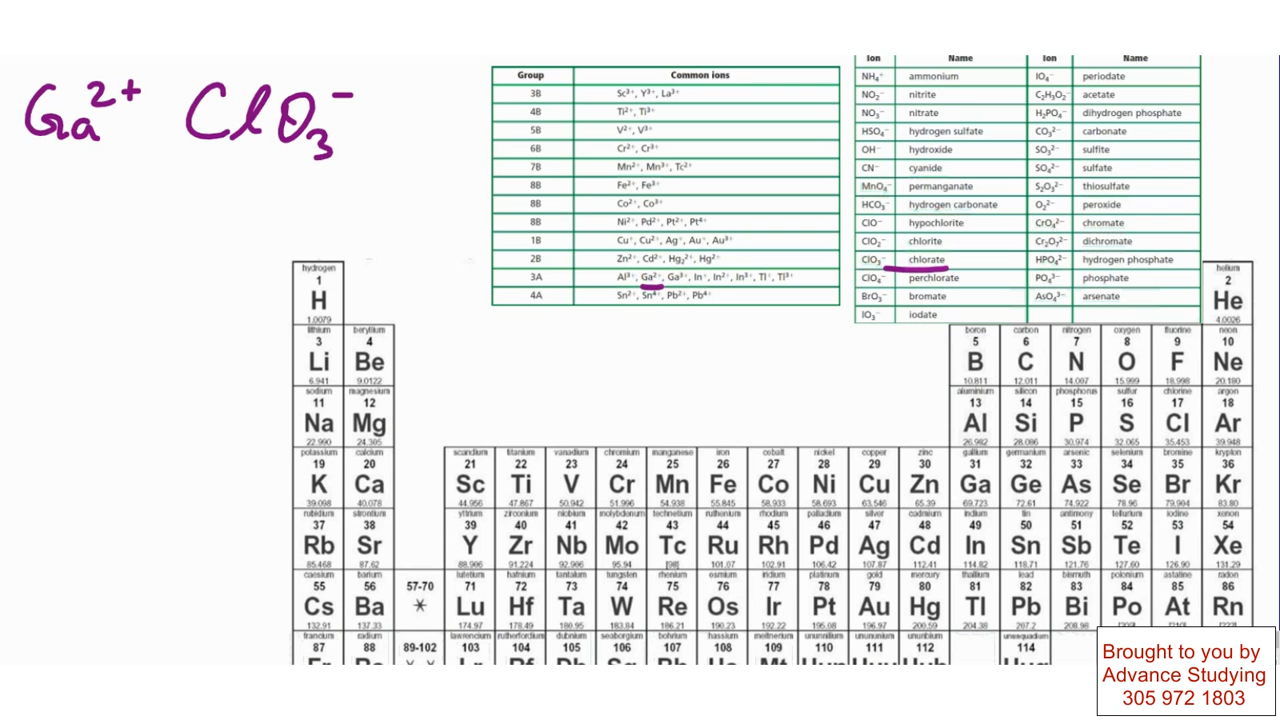 Ga²⁺ ClO₃⁻
Group Common ions
3B Sc³⁺, Y³⁺, La³⁺
4B Ti²⁺, Ti³⁺
5B V²⁺, V³⁺
6B Cr²⁺, Cr³⁺
7B Mn²⁺, Mn³⁺, Tc²⁺
8B Fe²⁺, Fe³⁺
8B Co²⁺, Co³⁺
8B Ni²⁺, Pd²⁺, Pt²⁺, Pt⁴⁺
1B Cu⁺, Cu²⁺, Ag⁺, Au⁺, Au³⁺
2B Zn²⁺, Cd²⁺, Hg₂²⁺, Hg²⁺
3A Al³⁺, Ga²⁺, Ga³⁺, In⁺, In²⁺, In³⁺, Tl⁺, Tl³⁺
4A Sn²⁺, Sn⁴⁺, Pb²⁺, Pb⁴⁺
Ion Name Ion Name
NH₄⁺ ammonium IO₄⁻ periodate
NO₂⁻ nitrite C₂H₃O₂⁻ acetate
NO₃⁻ nitrate H₂PO₄⁻ dihydrogen phosphate
HSO₄⁻ hydrogen sulfate CO₃²⁻ carbonate
OH⁻ hydroxide SO₃²⁻ sulfite
CN⁻ cyanide SO₄²⁻ sulfate
MnO₄⁻ permanganate S₂O₃²⁻ thiosulfate
HCO₃⁻ hydrogen carbonate O₂²⁻ peroxide
ClO⁻ hypochlorite CrO₄²⁻ chromate
ClO₂⁻ chlorite Cr₂O₇²⁻ dichromate
ClO₃⁻ chlorate HPO₄²⁻ hydrogen phosphate
ClO₄⁻ perchlorate PO₄³⁻ phosphate
BrO₃⁻ bromate AsO₄³⁻ arsenate
IO₃⁻ iodate
hydrogen helium
1 2
H He
1.0079 4.0026
lithium beryllium boron carbon nitrogen oxygen fluorine neon
3 4 5 6 7 8 9 10
Li Be B C N O F Ne
6.941 9.0122 10.811 12.011 14.007 15.999 18.998 20.180
sodium magnesium aluminium silicon phosphorus sulfur chlorine argon
11 12 13 14 15 16 17 18
Na Mg Al Si P S Cl Ar
22.990 24.305 26.982 28.086 30.974 32.065 35.453 39.948
potassium calcium scandium titanium vanadium chromium manganese iron cobalt nickel copper zinc gallium germanium arsenic selenium bromine krypton
19 20 21 22 23 24 25 26 27 28 29 30 31 32 33 34 35 36
K Ca Sc Ti V Cr Mn Fe Co Ni Cu Zn Ga Ge As Se Br Kr
39.098 40.078 44.956 47.867 50.942 51.996 54.938 55.845 58.933 58.693 63.546 65.39 69.723 72.61 74.922 78.96 79.904 83.80
rubidium strontium yttrium zirconium niobium molybdenum technetium ruthenium rhodium palladium silver cadmium indium tin antimony tellurium iodine xenon
37 38 39 40 41 42 43 44 45 46 47 48 49 50 51 52 53 54
Rb Sr Y Zr Nb Mo Tc Ru Rh Pd Ag Cd In Sn Sb Te I Xe
85.468 87.62 88.906 91.224 92.906 95.94 [98] 101.07 102.91 106.42 107.87 112.41 114.82 118.71 121.76 127.60 126.90 131.29
caesium barium lutetium hafnium tantalum tungsten rhenium osmium iridium platinum gold mercury thallium lead bismuth polonium astatine radon
55 56 57-70 71 72 73 74 75 76 77 78 79 80 81 82 83 84 85 86
Cs Ba * Lu Hf Ta W Re Os Ir Pt Au Hg Tl Pb Bi Po At Rn
132.91 137.33 174.97 178.49 180.95 183.84 186.21 190.23 192.22 195.08 196.97 200.59 204.38 207.2 208.98
francium radium lawrencium rutherfordium dubnium seaborgium bohrium hassium meitnerium ununnilium unununium ununbium ununquadium
87 88 89-102 103 104 105 106 107 108 109 110 111 112 114
Brought to you by
Advance Studying
305 972 1803